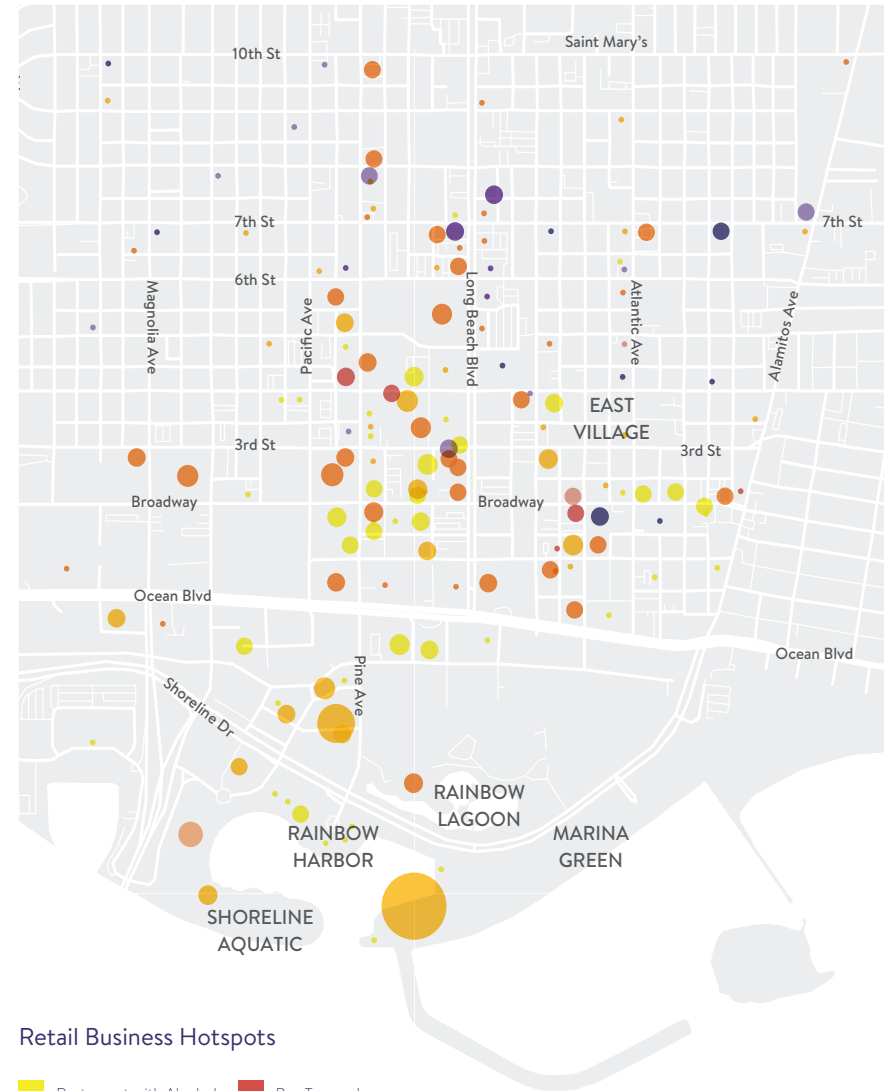 Saint Mary's
10th St
7th St
7th St
6th St
Magnolia Ave
Pacific Ave
Long Beach Blvd
Atlantic Ave
Alamitos Ave
EAST
VILLAGE
3rd St
3rd St
Broadway
Broadway
Ocean Blvd
Ocean Blvd
Pine Ave
Shoreline Dr
RAINBOW
LAGOON
RAINBOW
HARBOR
MARINA
GREEN
SHORELINE
AQUATIC
Retail Business Hotspots